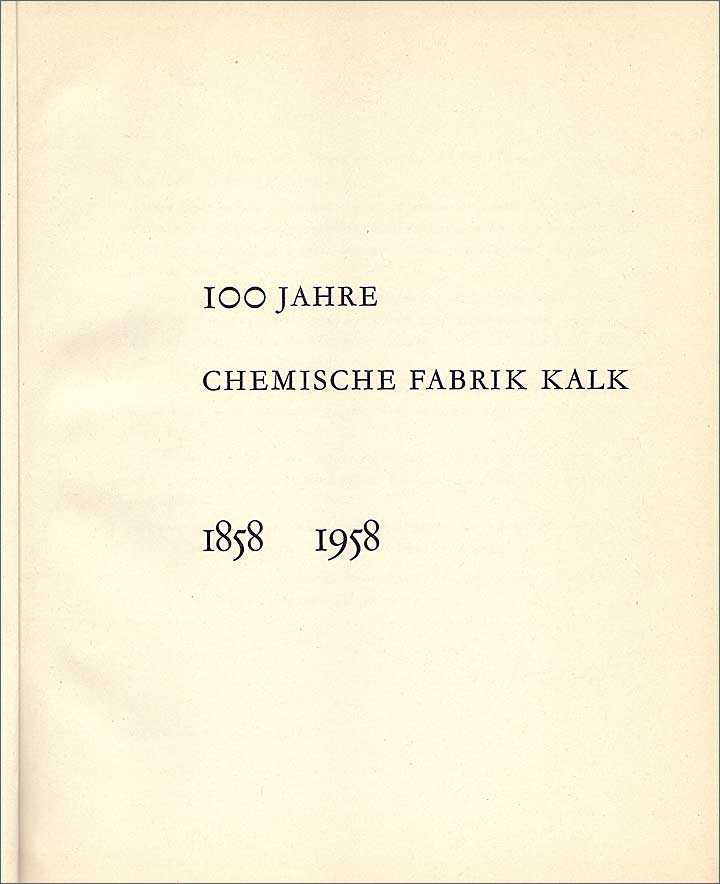 100 JAHRE
CHEMISCHE FABRIK KALK
1858 1958